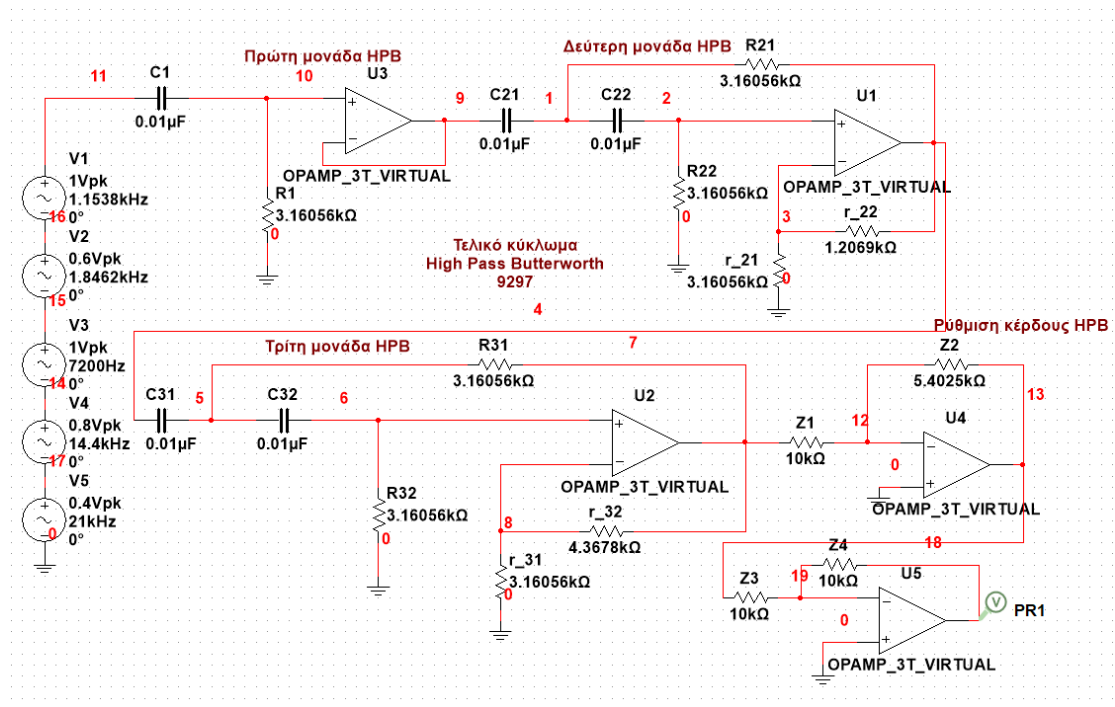 Πρώτη μονάδα HPB
Δεύτερη μονάδα HPB
R21
3.16056kΩ
11
C1
0.01µF
10
U3
9
C21
0.01µF
1
C22
0.01µF
2
U1
OPAMP_3T_VIRTUAL
OPAMP_3T_VIRTUAL
V1
1Vpk
1.1538kHz
0°
16
R1
3.16056kΩ
0
R22
3.16056kΩ
0
3
r_22
1.2069kΩ
V2
0.6Vpk
1.8462kHz
0°
15
Τελικό κύκλωμα
High Pass Butterworth
9297
r_21
3.16056kΩ
0
4
V3
1Vpk
7200Hz
0°
14
Τρίτη μονάδα HPB
R31
3.16056kΩ
7
Ρύθμιση κέρδους HPB
Z2
5.4025kΩ
13
V4
0.8Vpk
14.4kHz
0°
17
C31
0.01µF
5
C32
0.01µF
6
U2
OPAMP_3T_VIRTUAL
Z1
10kΩ
12
U4
0
OPAMP_3T_VIRTUAL
V5
0.4Vpk
21kHz
0°
0
R32
3.16056kΩ
0
8
r_32
4.3678kΩ
r_31
3.16056kΩ
0
18
Z4
10kΩ
Z3
10kΩ
19
U5
0
PR1
V
OPAMP_3T_VIRTUAL